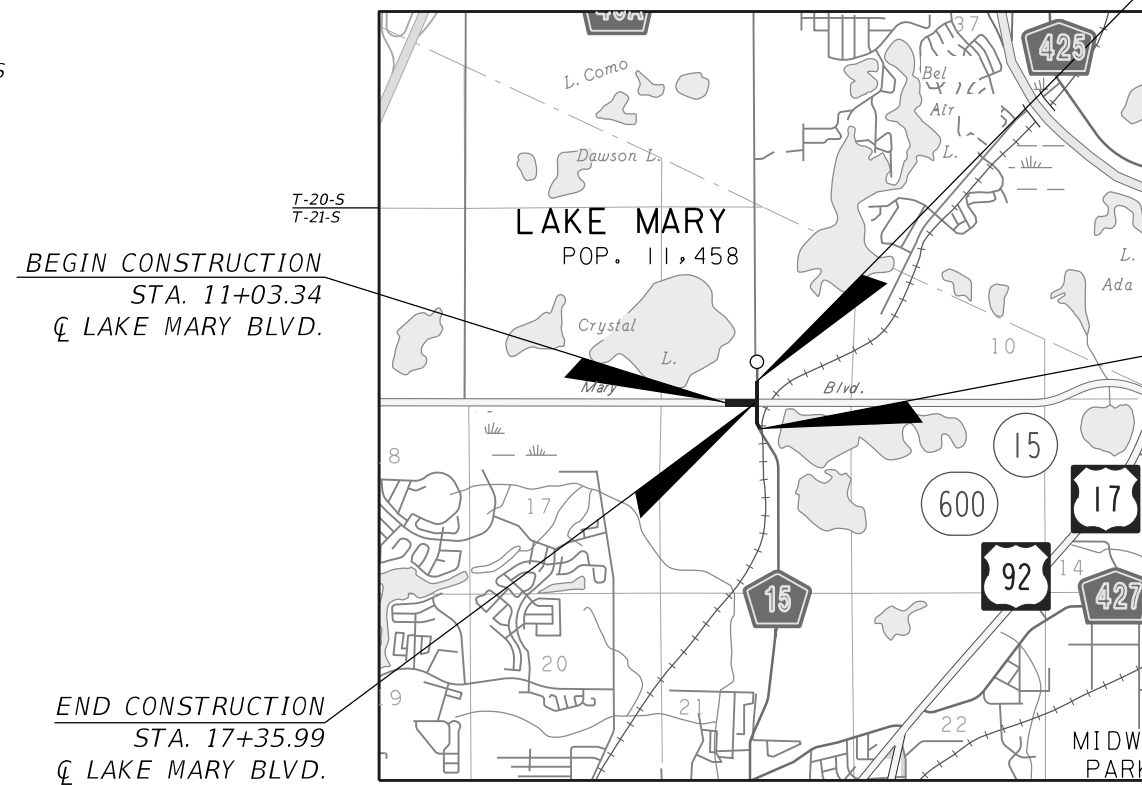 S
46A
37
425
L. Como
Bel
Air
L.
Dawson L.
T-20-S
T-21-S
LAKE MARY
POP. 11,458
L.
Ada
BEGIN CONSTRUCTION
STA. 11+03.34
℄ LAKE MARY BLVD.
Crystal
L.
10
Mary
Blvd.
8
15
17
600
17
92
14
15
427
20
9
21
22
END CONSTRUCTION
STA. 17+35.99
℄ LAKE MARY BLVD.
MIDW
PARK